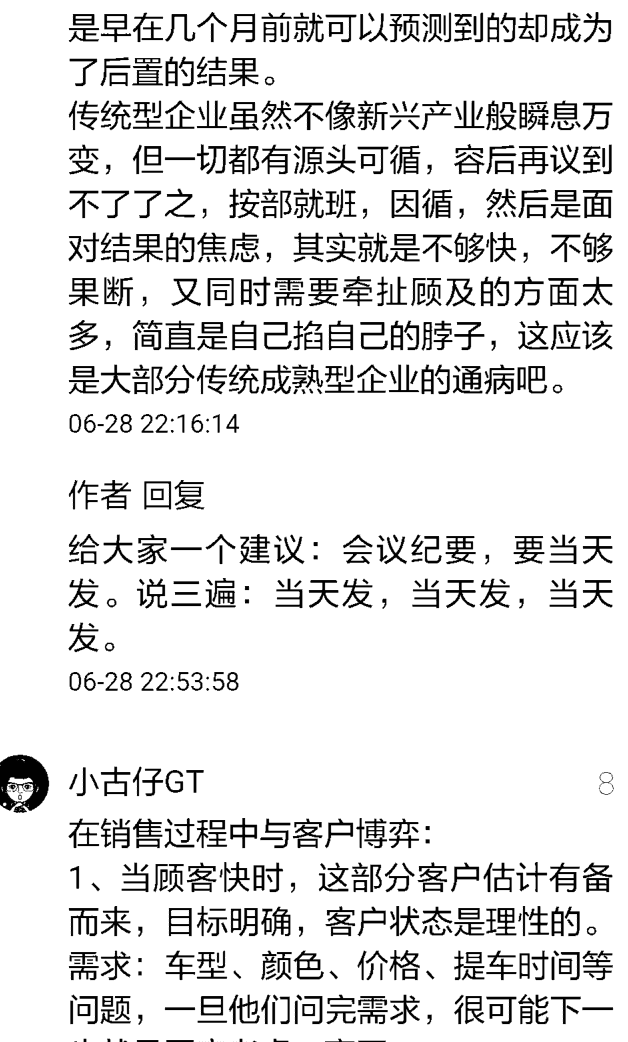 是早在几个月前就可以预测到的却成为
了后置的结果。
传统型企业虽然不像新兴产业般瞬息万
变，但一切都有源头可循，容后再议到
不了了之，按部就班，因循，然后是面
对结果的焦虑，其实就是不够快，不够
果断，又同时需要牵扯顾及的方面太
多，简直是自己掐自己的脖子，这应该
是大部分传统成熟型企业的通病吧。
06-28 22:16:14
作者 回复
给大家一个建议：会议纪要，要当天
发。说三遍：当天发，当天发，当天
发。
06-28 22:53:58
小古仔GT
8
在销售过程中与客户博弈：
1、当顾客快时，这部分客户估计有备
而来，目标明确，客户状态是理性的。
需求：车型、颜色、价格、提车时间等
问题，一旦他们问完需求，很可能下一